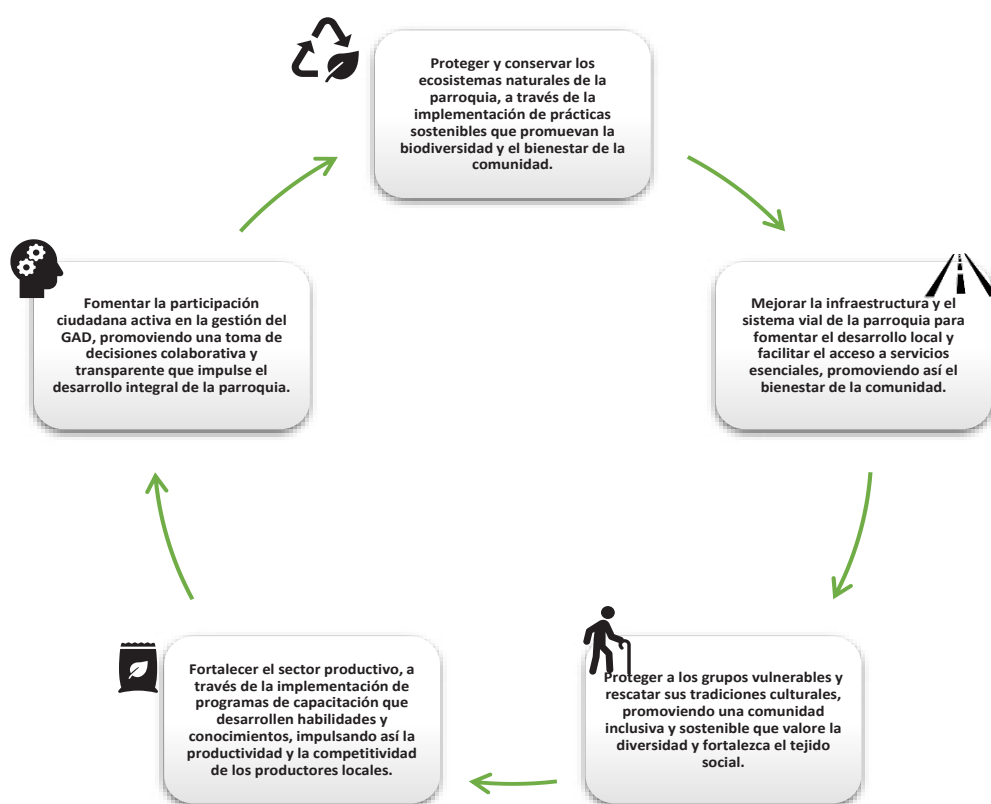 Proteger y conservar los
ecosistemas naturales de la
parroquia, a través de la
implementación de prácticas
sostenibles que promuevan la
biodiversidad y el bienestar de la
comunidad.
Mejorar la infraestructura y el
sistema vial de la parroquia para
fomentar el desarrollo local y
facilitar el acceso a servicios
esenciales, promoviendo así el
bienestar de la comunidad.
Proteger a los grupos vulnerables y
rescatar sus tradiciones culturales,
promoviendo una comunidad
inclusiva y sostenible que valore la
diversidad y fortalezca el tejido
social.
Fortalecer el sector productivo, a
través de la implementación de
programas de capacitación que
desarrollen habilidades y
conocimientos, impulsando así la
productividad y la competitividad
de los productores locales.
Fomentar la participación
ciudadana activa en la gestión del
GAD, promoviendo una toma de
decisiones colaborativa y
transparente que impulse el
desarrollo integral de la parroquia.